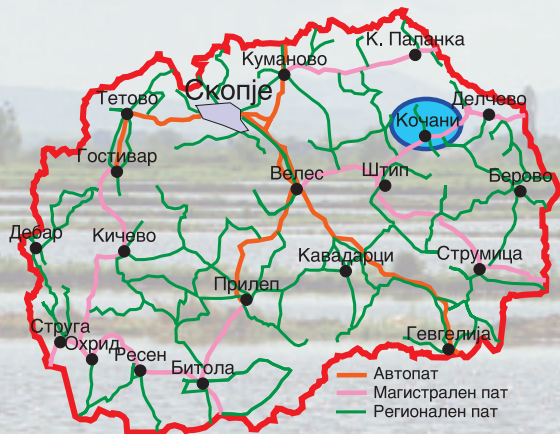 К. Паланка
Куманово
Скопје
Тетово
Делчево
Кочани
Гостивар
Велес
Штип
Берово
Дебар
Кичево
Кавадарци
Струмица
Прилеп
Струга
Охрид
Ресен
Битола
Гевгелија
Автопат
Магистрален пат
Регионален пат